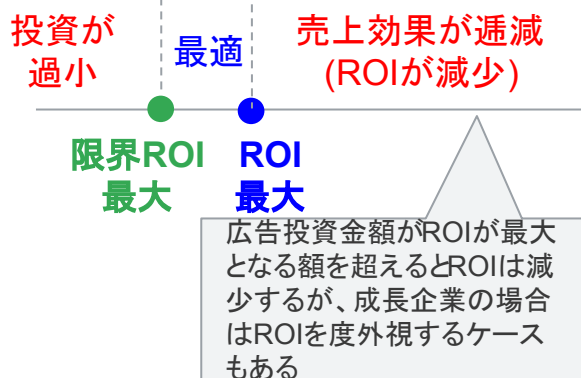 投資が
過小
最適
売上効果が逓減
(ROIが減少)
限界ROI
最大
ROI
最大
広告投資金額がROIが最大
となる額を超えるとROIは減
少するが、成長企業の場合
はROIを度外視するケース
もある